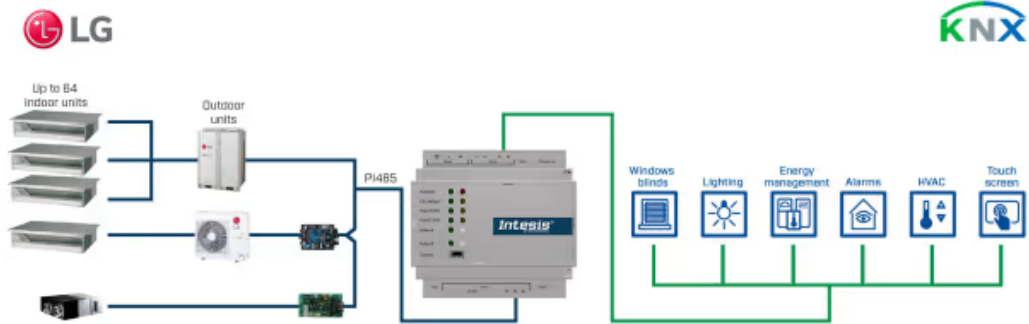 LG
KNX
Up to 64
indoor units
Outdoor
units
PI485
Intesis
Windows
blinds
Lighting
Energy
management
Alarms
HVAC
Touch
screen